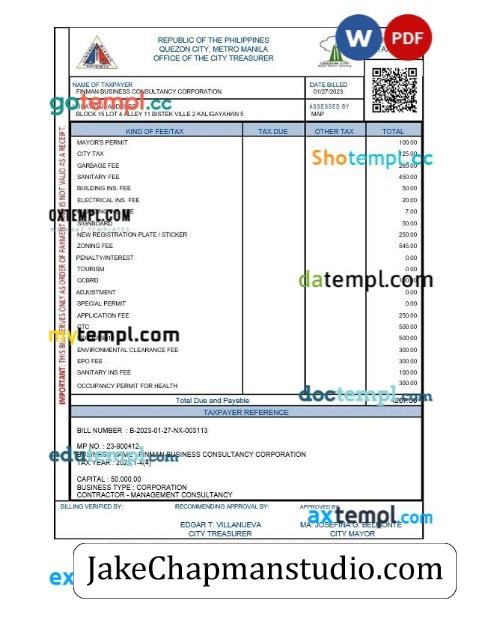 REPUBLIC OF THE PHILIPPINES
QUEZON CITY, METRO MANILA
OFFICE OF THE CITY TREASURER
W
PDF
TA
NAME OF TAXPAYER
FINMAN BUSINESS CONSULTANCY CORPORATION
DATE BILLED
01/27/2023
gotempl.cc
BLOCK 15 LOT 4 ALLEY 11 BISTEK VILLE 2 KALIGAYAHAN 5
ASSESSED BY
MAP
KIND OF FEE/TAX TAX DUE OTHER TAX TOTAL
MAYOR'S PERMIT 100.00
CITY TAX
Shotempl.cc
GARBAGE FEE
SANITARY FEE 450.00
BUILDING INS. FEE 50.00
ELECTRICAL INS. FEE 20.00
7.00
OXTEMPL.COM
SIGNBOARD 50.00
NEW REGISTRATION PLATE / STICKER 250.00
ZONING FEE 545.00
PENALTY/INTEREST 0.00
TOURISM 0.00
QCBRD
datempl.com
ADJUSTMENT 0.00
SPECIAL PERMIT 0.00
APPLICATION FEE 250.00
CTC 500.00
mytempl.com
500.00
ENVIRONMENTAL CLEARANCE FEE 300.00
EPO FEE 300.00
SANITARY INS FEE 100.00
OCCUPANCY PERMIT FOR HEALTH 300.00
doctempl.com
Total Due and Payable
TAXPAYER REFERENCE
IMPORTANT: THIS BILL SERVES ONLY AS ORDER OF PAYMENT AND IS NOT VALID AS A RECEIPT.
BILL NUMBER : B-2023-01-27-NX-003113
MP NO. : 23-900412
edutempl.com
FINMAN BUSINESS CONSULTANCY CORPORATION
TAX YEAR
CAPITAL : 50,000.00
BUSINESS TYPE : CORPORATION
CONTRACTOR - MANAGEMENT CONSULTANCY
BILLING VERIFIED BY: RECOMMENDING APPROVAL BY: APPROVED BY:
axtempl.com
EDGAR T. VILLANUEVA MA. JOSEFINA G. BELMONTE
CITY TREASURER CITY MAYOR
ex
JakeChapmanstudio.com